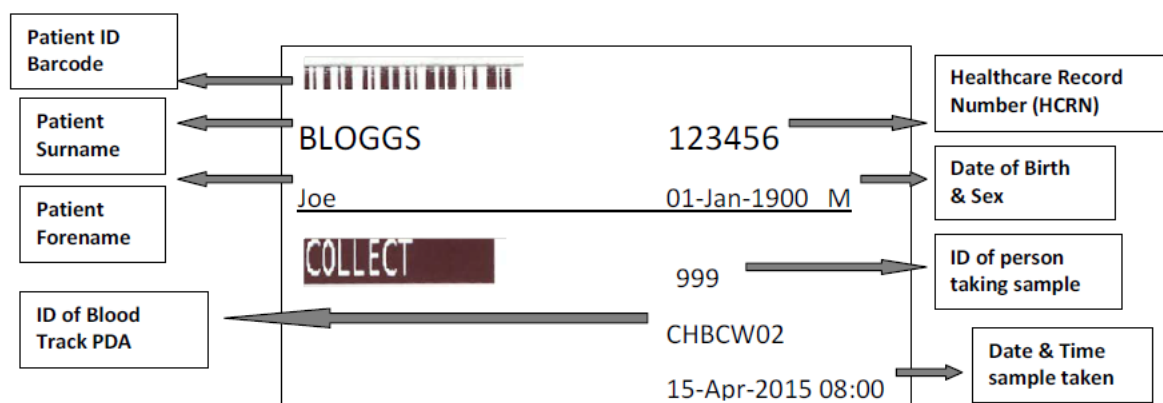 Patient ID
Barcode
Patient
Surname
Patient
Forename
ID of Blood
Track PDA
BLOGGS 123456
Joe 01-Jan-1900 M
COLLECT
999
CHBCW02
15-Apr-2015 08:00
Healthcare Record
Number (HCRN)
Date of Birth
& Sex
ID of person
taking sample
Date & Time
sample taken